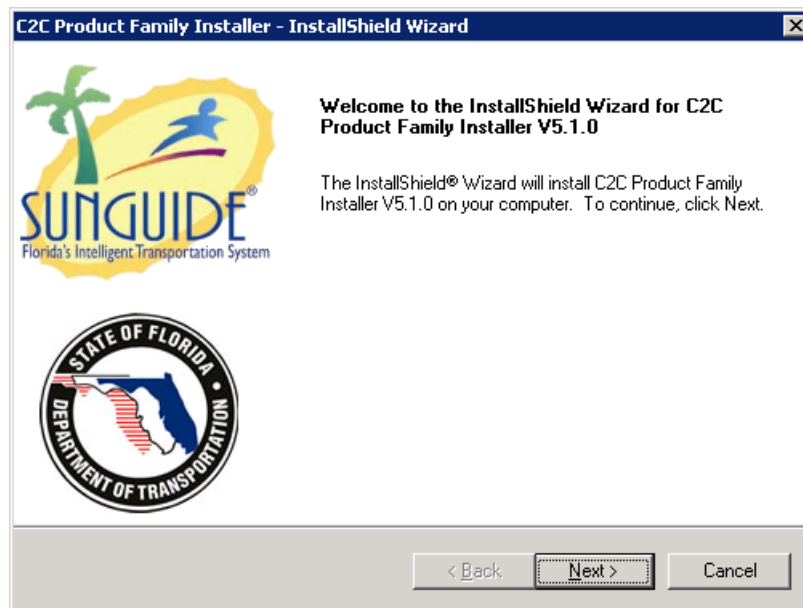 C2C Product Family Installer - InstallShield Wizard
Welcome to the InstallShield Wizard for C2C
Product Family Installer V5.1.0
The InstallShield® Wizard will install C2C Product Family
Installer V5.1.0 on your computer.  To continue, click Next.
SUNGUIDE®
Florida's Intelligent Transportation System
STATE OF FLORIDA • DEPARTMENT OF TRANSPORTATION •
< Back
Next >
Cancel